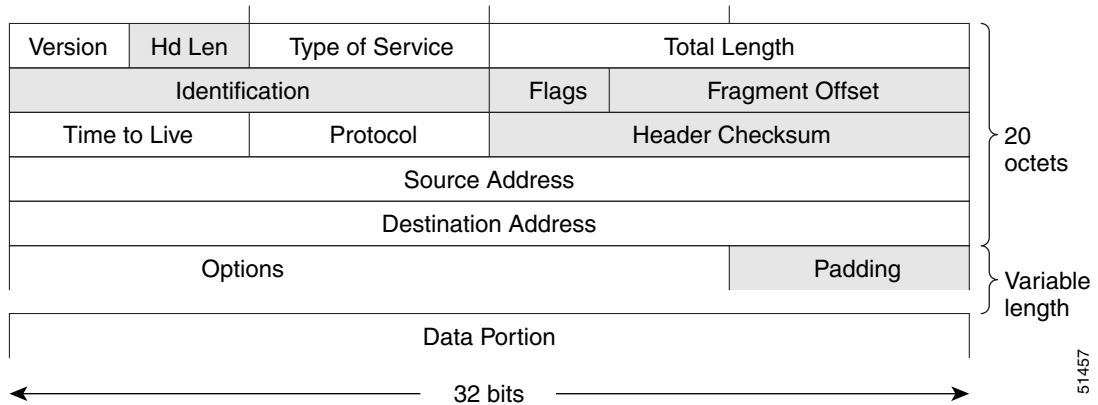 Version Hd Len Type of Service Total Length
Identification Flags Fragment Offset
Time to Live Protocol Header Checksum
20
octets
Source Address
Destination Address
Options Padding
Variable
length
Data Portion
32 bits
51457